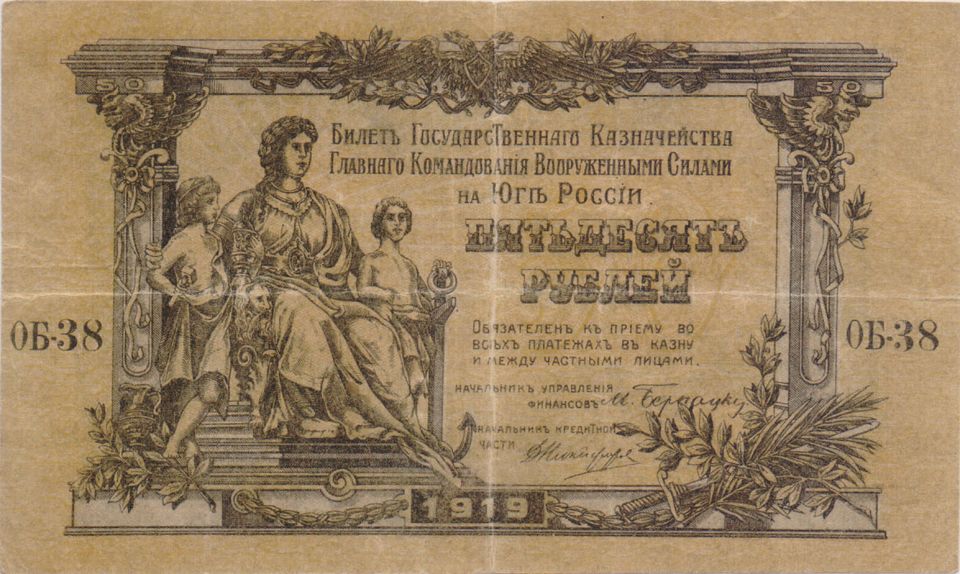 50
50
Билетъ Государственнаго Казначейства
Главнаго Командованія Вооруженными Силами
на Югѣ Россіи.
ПЯТЬДЕСЯТЪ
РУБЛЕЙ
ОБ-38
ОБ-38
Обязателенъ къ пріему во
всѣхъ платежахъ въ казну
и между частными лицами.
Начальникъ управленія
финансовъ
Начальникъ кредитной
части
1919